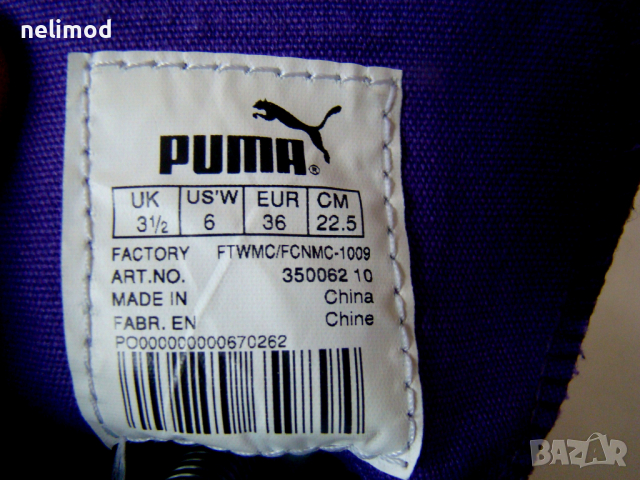 nelimod
PUMA®
UK US'W EUR CM
3½ 6 36 22.5
FACTORY FTWMC/FCNMC-1009
ART.NO. 350062 10
MADE IN China
FABR. EN Chine
PO000000000670262
BAZAR